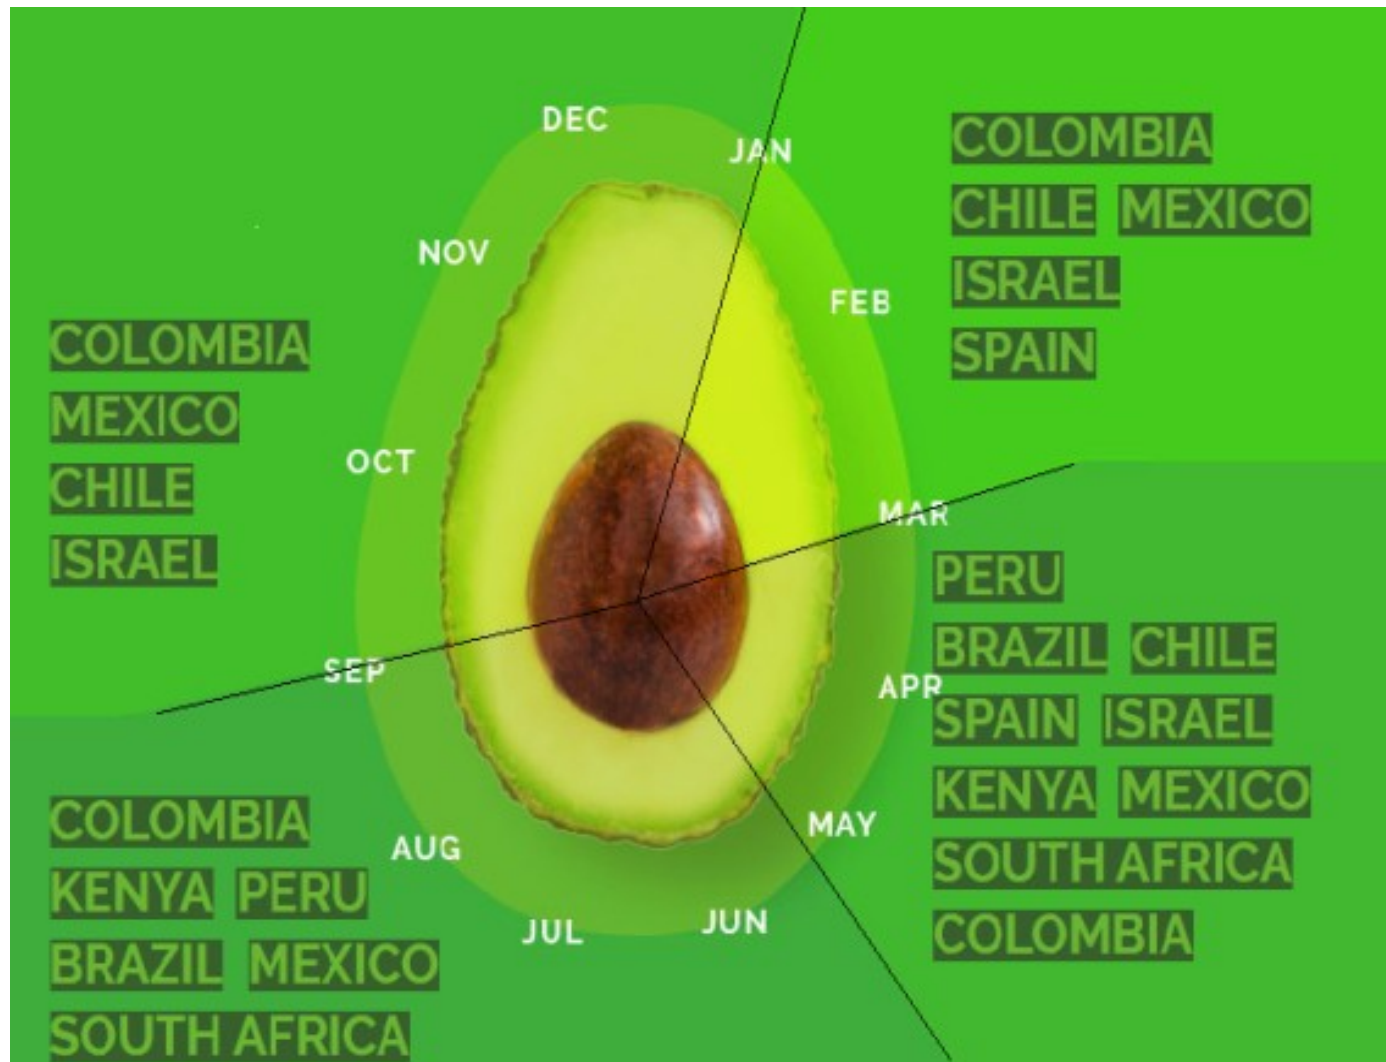 DEC
JAN
NOV
FEB
OCT
MAR
SEP
APR
AUG
MAY
JUL
JUN
COLOMBIA
CHILE MEXICO
ISRAEL
SPAIN
COLOMBIA
MEXICO
CHILE
ISRAEL
PERU
BRAZIL CHILE
SPAIN ISRAEL
KENYA MEXICO
SOUTH AFRICA
COLOMBIA
COLOMBIA
KENYA PERU
BRAZIL MEXICO
SOUTH AFRICA